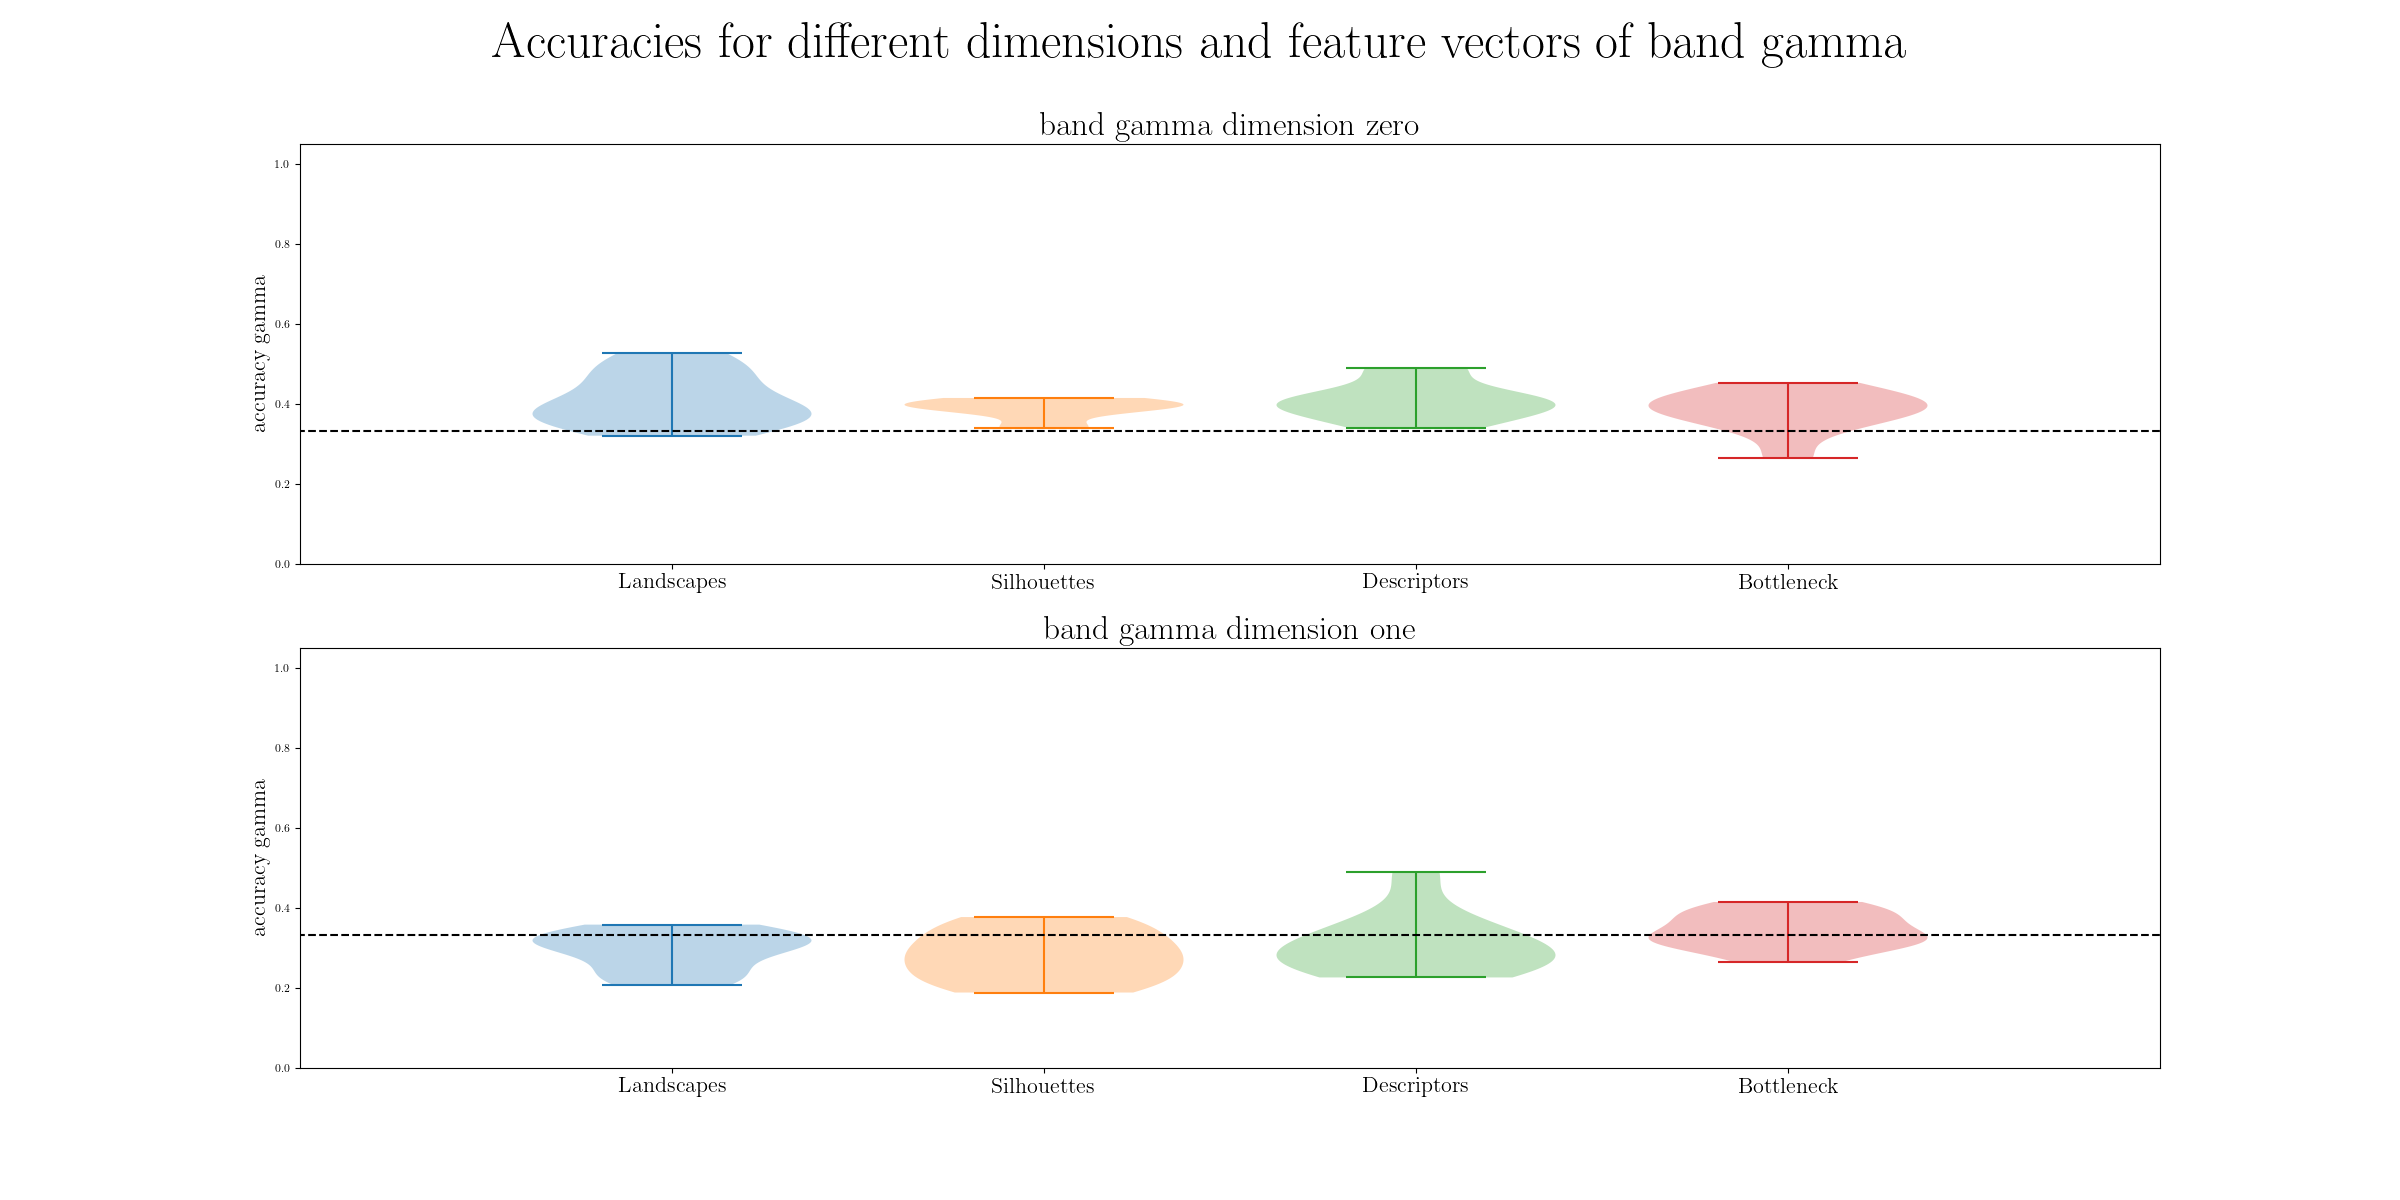 Accuracies for different dimensions and feature vectors of band gamma
band gamma dimension zero
1.0
0.8
0.6
0.4
0.2
0.0
accuracy gamma
Landscapes Silhouettes Descriptors Bottleneck
band gamma dimension one
1.0
0.8
0.6
0.4
0.2
0.0
accuracy gamma
Landscapes Silhouettes Descriptors Bottleneck